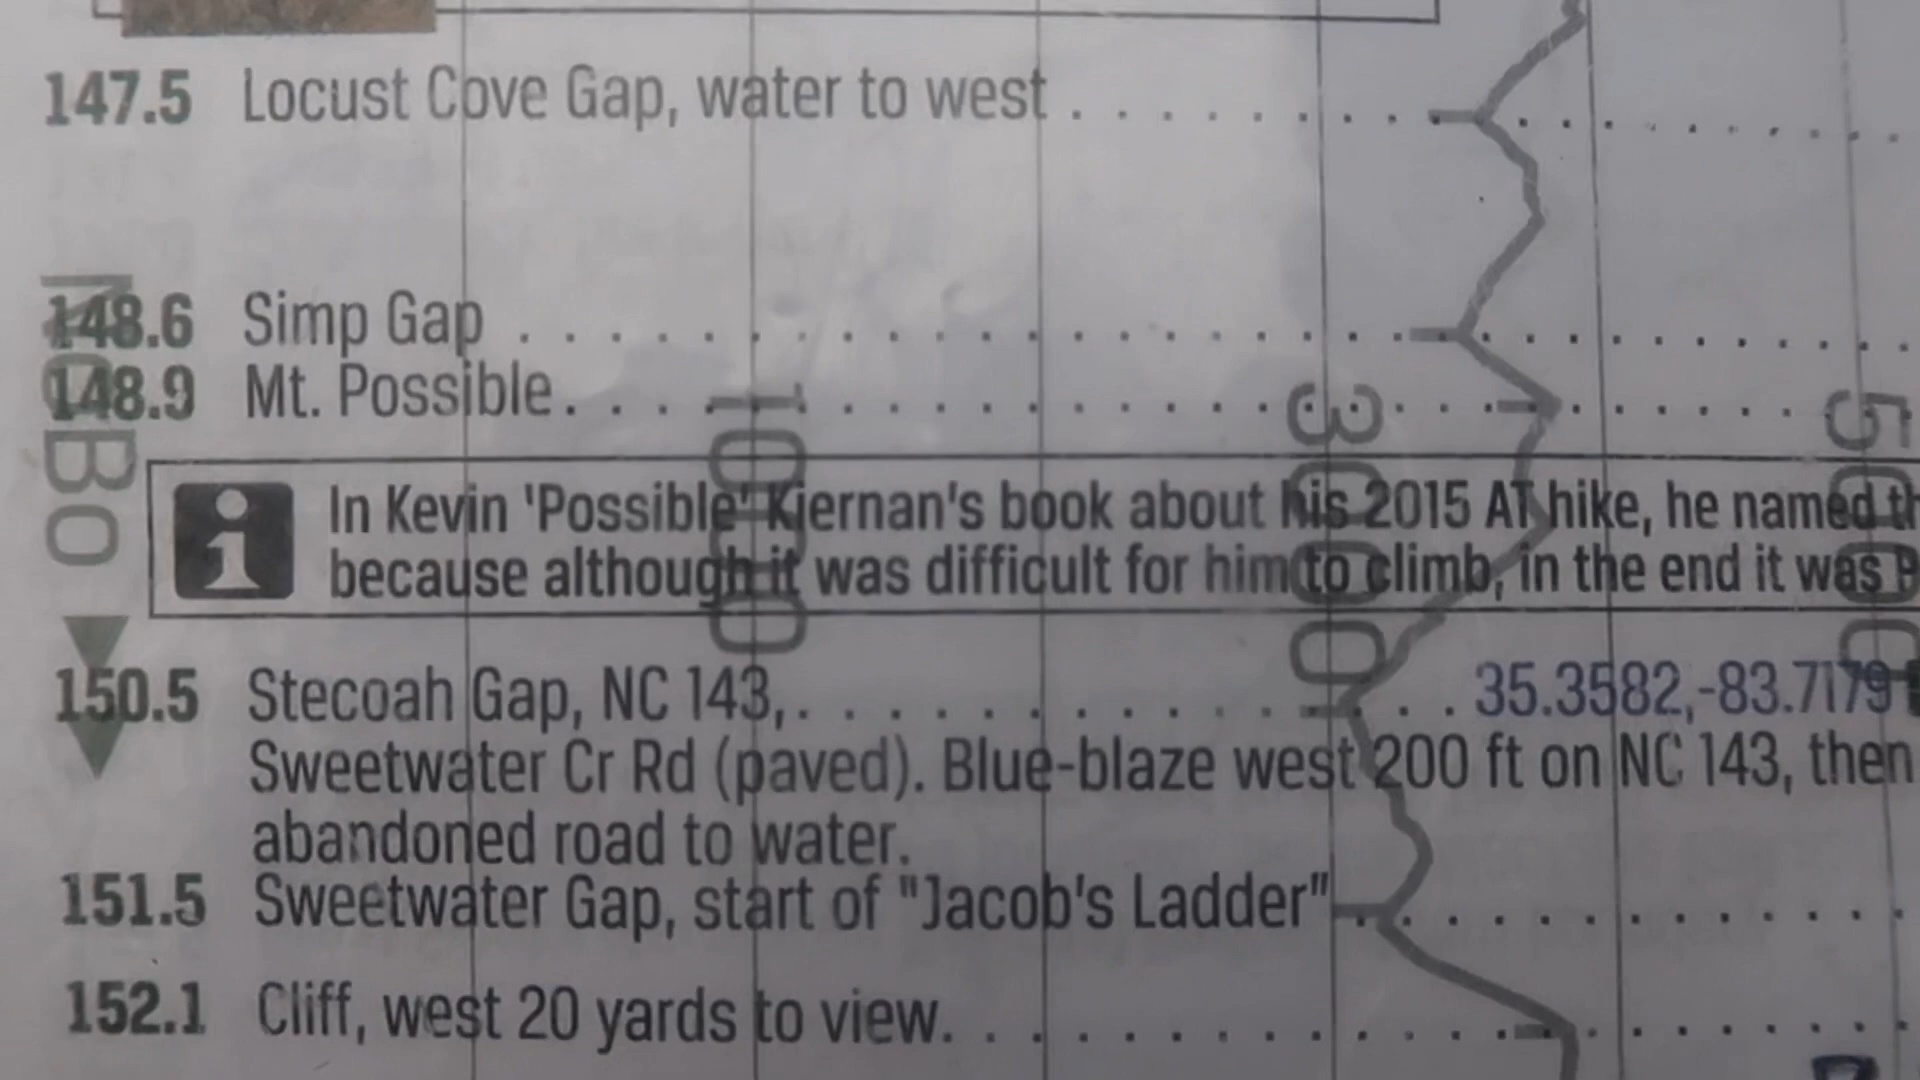 147.5 Locust Cove Gap, water to west
148.6 Simp Gap
148.9 Mt. Possible
NoBo
1000
3000
5000
i In Kevin 'Possible' Kiernan's book about his 2015 AT hike, he named
because although it was difficult for him to climb, in the end it was
150.5 Stecoah Gap, NC 143, 35.3582,-83.7179
Sweetwater Cr Rd (paved). Blue-blaze west 200 ft on NC 143, then
abandoned road to water.
151.5 Sweetwater Gap, start of "Jacob's Ladder"
152.1 Cliff, west 20 yards to view.